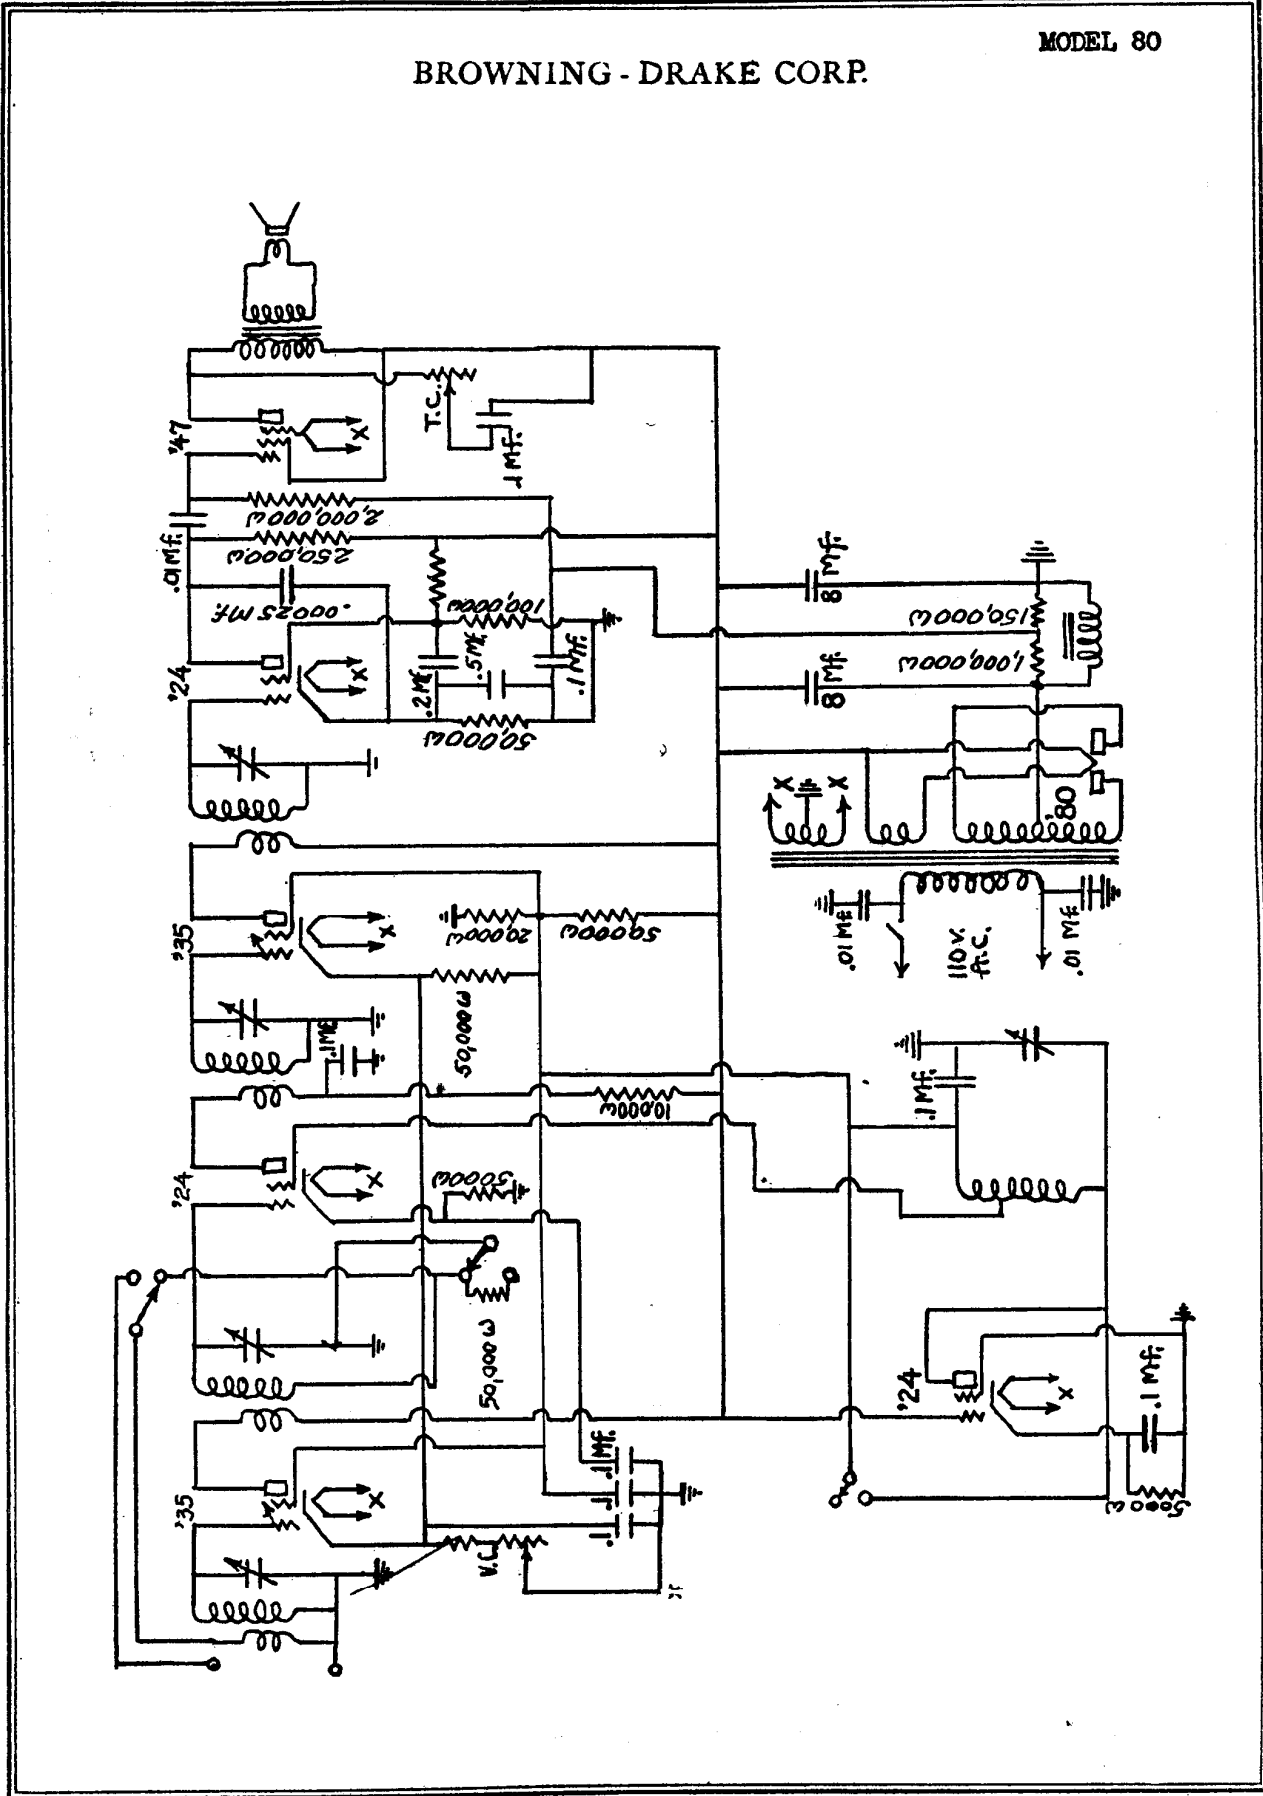 MODEL 80
BROWNING - DRAKE CORP.
'47
T.C.
.1 Mf.
X
2,000,000 ω
250,000 ω
.01 Mf.
.00025 Mf.
100,000 ω
.5 Mf.
.2 Mf.
.1 Mf.
50,000 ω
'24
X
8 Mf.
8 Mf.
150,000 ω
1,000,000 ω
X
X
'80
.01 Mf.
110 V.
A.C.
.01 Mf.
'35
X
20,000 ω
50,000 ω
50,000 ω
.1 Mf.
10,000 ω
'24
X
5000 ω
50,000 ω
.1 Mf.
'24
X
.1 Mf.
5000 ω
'35
X
V.C.
.1 Mf.
.1
.1